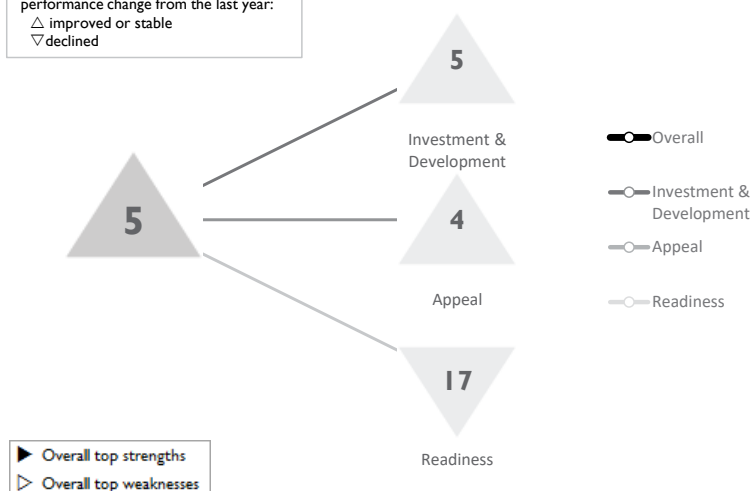 performance change from the last year:
△ improved or stable
▽ declined
5
Investment &
Development
5
4
Appeal
17
Readiness
Overall
Investment &
Development
Appeal
Readiness
▶ Overall top strengths
▷ Overall top weaknesses